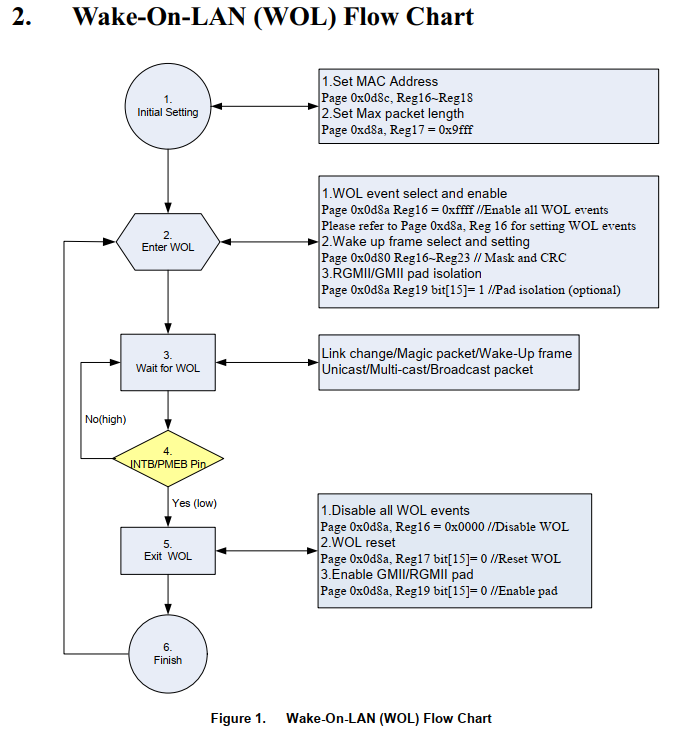 2. Wake-On-LAN (WOL) Flow Chart
1.
Initial Setting
1.Set MAC Address
Page 0x0d8c, Reg16~Reg18
2.Set Max packet length
Page 0xd8a, Reg17 = 0x9fff
2.
Enter WOL
1.WOL event select and enable
Page 0x0d8a Reg16 = 0xffff //Enable all WOL events
Please refer to Page 0xd8a, Reg 16 for setting WOL events
2.Wake up frame select and setting
Page 0x0d80 Reg16~Reg23 // Mask and CRC
3.RGMII/GMII pad isolation
Page 0x0d8a Reg19 bit[15]= 1 //Pad isolation (optional)
3.
Wait for WOL
Link change/Magic packet/Wake-Up frame
Unicast/Multi-cast/Broadcast packet
No(high)
4.
INTB/PMEB Pin
Yes (low)
5.
Exit WOL
1.Disable all WOL events
Page 0x0d8a, Reg16 = 0x0000 //Disable WOL
2.WOL reset
Page 0x0d8a, Reg17 bit[15]= 0 //Reset WOL
3.Enable GMII/RGMII pad
Page 0x0d8a, Reg19 bit[15]= 0 //Enable pad
6.
Finish
Figure 1. Wake-On-LAN (WOL) Flow Chart